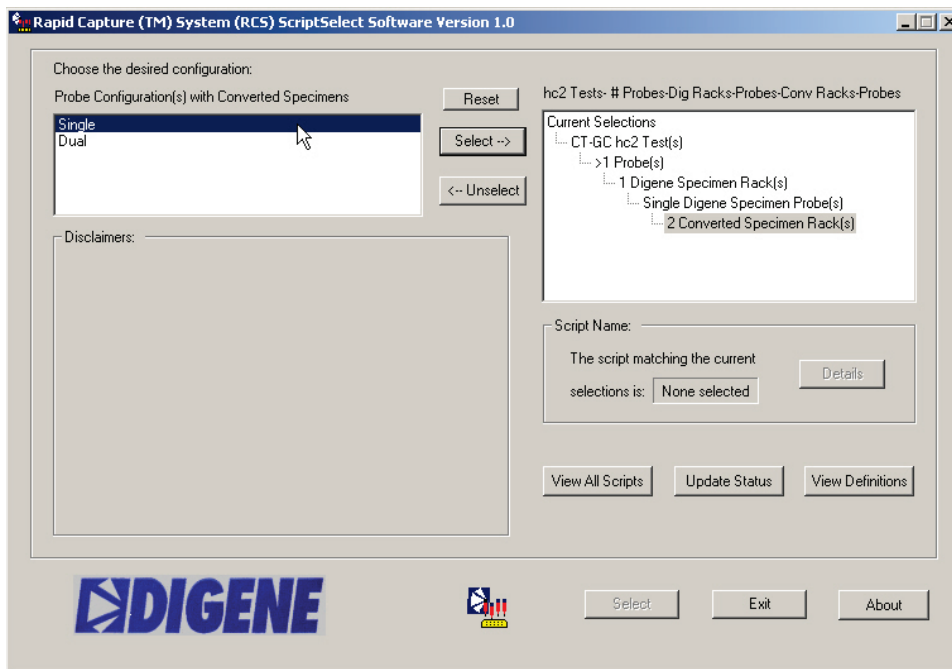 Rapid Capture (TM) System (RCS) ScriptSelect Software Version 1.0
Choose the desired configuration:
Probe Configuration(s) with Converted Specimens
Single
Dual
Reset
Select -->
<-- Unselect
hc2 Tests- # Probes-Dig Racks-Probes-Conv Racks-Probes
Current Selections
CT-GC hc2 Test(s)
>1 Probe(s)
1 Digene Specimen Rack(s)
Single Digene Specimen Probe(s)
2 Converted Specimen Rack(s)
Disclaimers:
Script Name:
The script matching the current
selections is: None selected
Details
View All Scripts
Update Status
View Definitions
DIGENE
Select
Exit
About